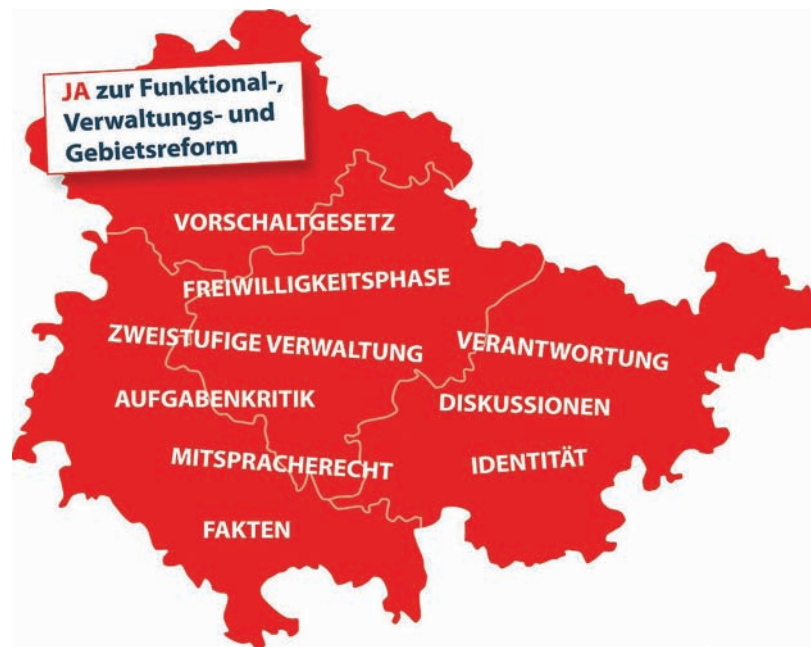 JA zur Funktional-,
Verwaltungs- und
Gebietsreform
VORSCHALTGESETZ
FREIWILLIGKEITSPHASE
ZWEISTUFIGE VERWALTUNG
AUFGABENKRITIK
MITSPRACHERECHT
FAKTEN
VERANTWORTUNG
DISKUSSIONEN
IDENTITÄT